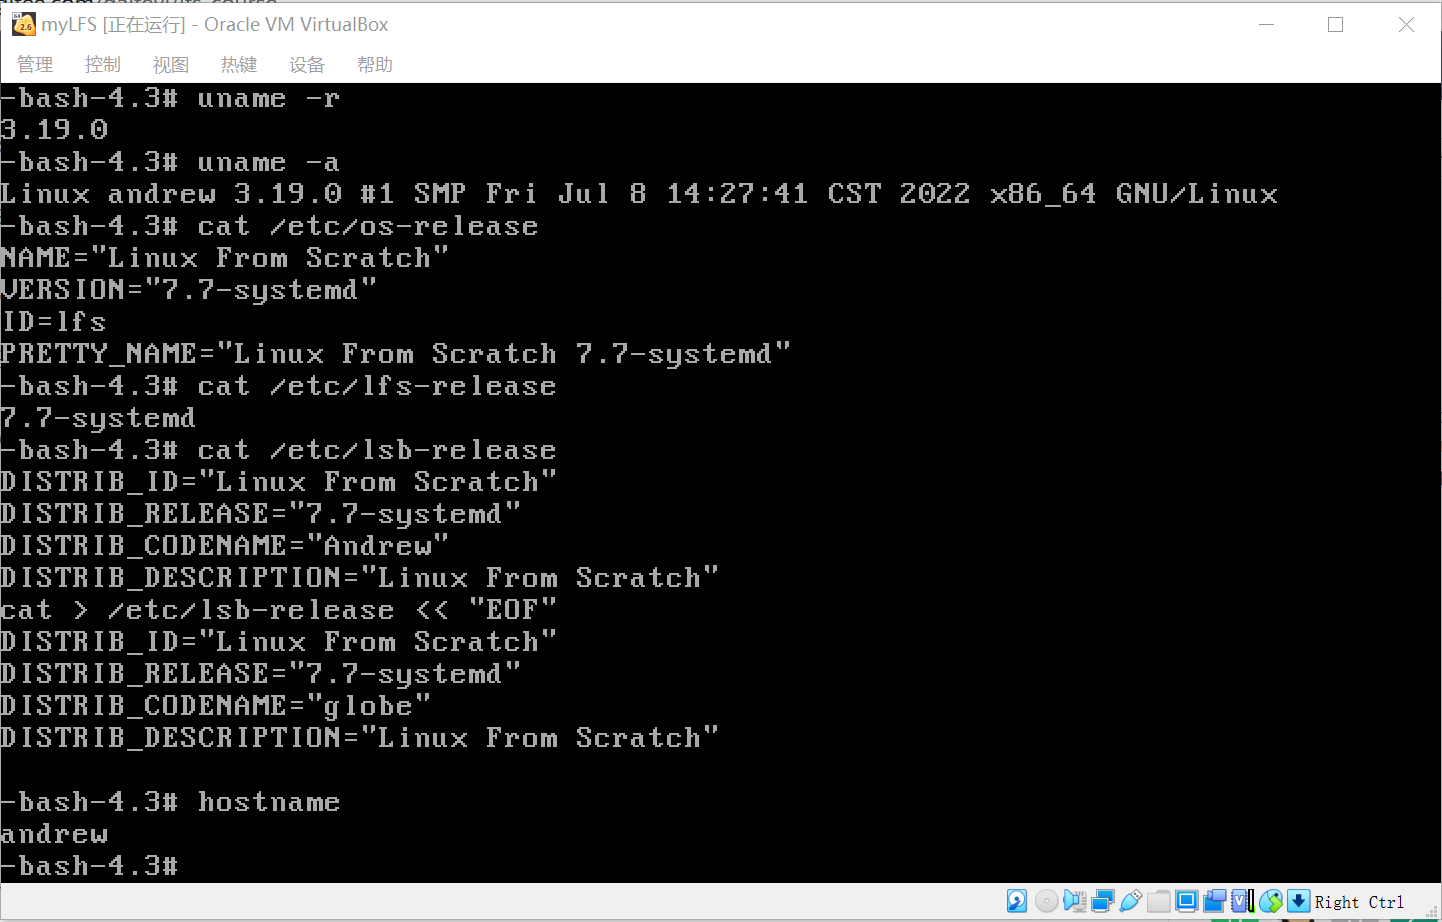 myLFS [正在运行] - Oracle VM VirtualBox
管理 控制 视图 热键 设备 帮助
-bash-4.3# uname -r
3.19.0
-bash-4.3# uname -a
Linux andrew 3.19.0 #1 SMP Fri Jul 8 14:27:41 CST 2022 x86_64 GNU/Linux
-bash-4.3# cat /etc/os-release
NAME="Linux From Scratch"
VERSION="7.7-systemd"
ID=lfs
PRETTY_NAME="Linux From Scratch 7.7-systemd"
-bash-4.3# cat /etc/lfs-release
7.7-systemd
-bash-4.3# cat /etc/lsb-release
DISTRIB_ID="Linux From Scratch"
DISTRIB_RELEASE="7.7-systemd"
DISTRIB_CODENAME="Andrew"
DISTRIB_DESCRIPTION="Linux From Scratch"
cat > /etc/lsb-release << "EOF"
DISTRIB_ID="Linux From Scratch"
DISTRIB_RELEASE="7.7-systemd"
DISTRIB_CODENAME="globe"
DISTRIB_DESCRIPTION="Linux From Scratch"
-bash-4.3# hostname
andrew
-bash-4.3#
Right Ctrl